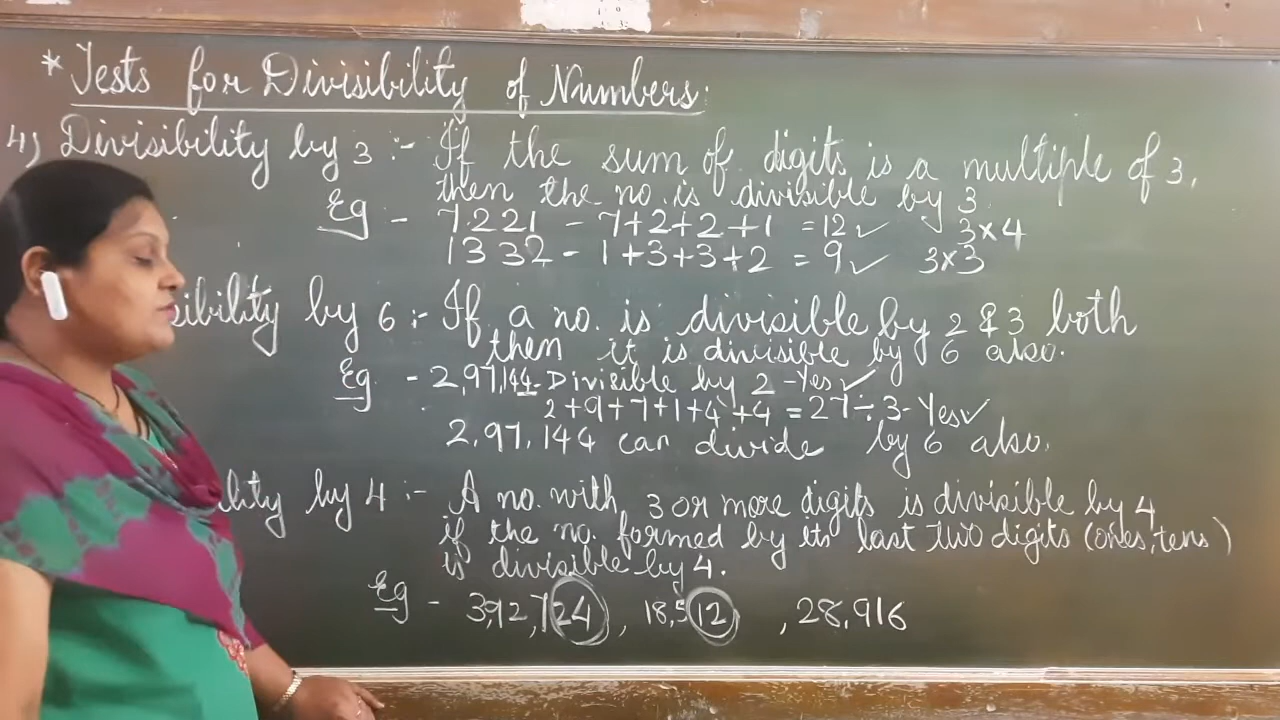 * Tests for Divisibility of Numbers.
4) Divisibility by 3 :- If the sum of digits is a multiple of 3,
then the no. is divisible by 3.
Eg - 7221 - 7+2+2+1 = 12 ✓ 3×4
1332 - 1+3+3+2 = 9 ✓ 3×3
sibility by 6 :- If a no. is divisible by 2 & 3 both
then it is divisible by 6 also.
Eg - 2,97,144 - Divisible by 2 - Yes ✓
2+9+7+1+4+4 = 27÷3 - Yes ✓
2,97,144 can divide by 6 also.
lity by 4 :- A no. with 3 or more digits is divisible by 4
if the no. formed by its last two digits (ones, tens)
is divisible by 4.
Eg - 3,92,724, 18,512, 28,916